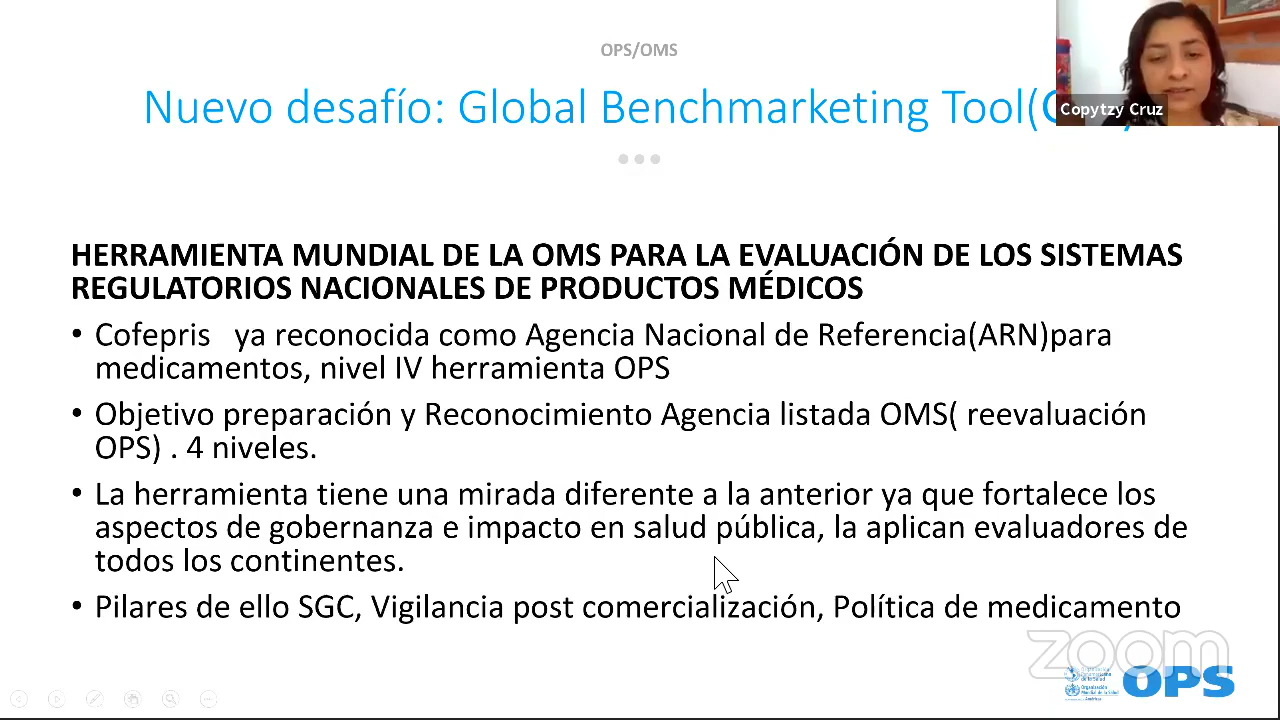 OPS/OMS
Nuevo desafío: Global Benchmarketing Tool(
Copytzy Cruz
HERRAMIENTA MUNDIAL DE LA OMS PARA LA EVALUACIÓN DE LOS SISTEMAS
REGULATORIOS NACIONALES DE PRODUCTOS MÉDICOS
• Cofepris ya reconocida como Agencia Nacional de Referencia(ARN)para
medicamentos, nivel IV herramienta OPS
• Objetivo preparación y Reconocimiento Agencia listada OMS( reevaluación
OPS) . 4 niveles.
• La herramienta tiene una mirada diferente a la anterior ya que fortalece los
aspectos de gobernanza e impacto en salud pública, la aplican evaluadores de
todos los continentes.
• Pilares de ello SGC, Vigilancia post comercialización, Política de medicamento
zoom
OPS